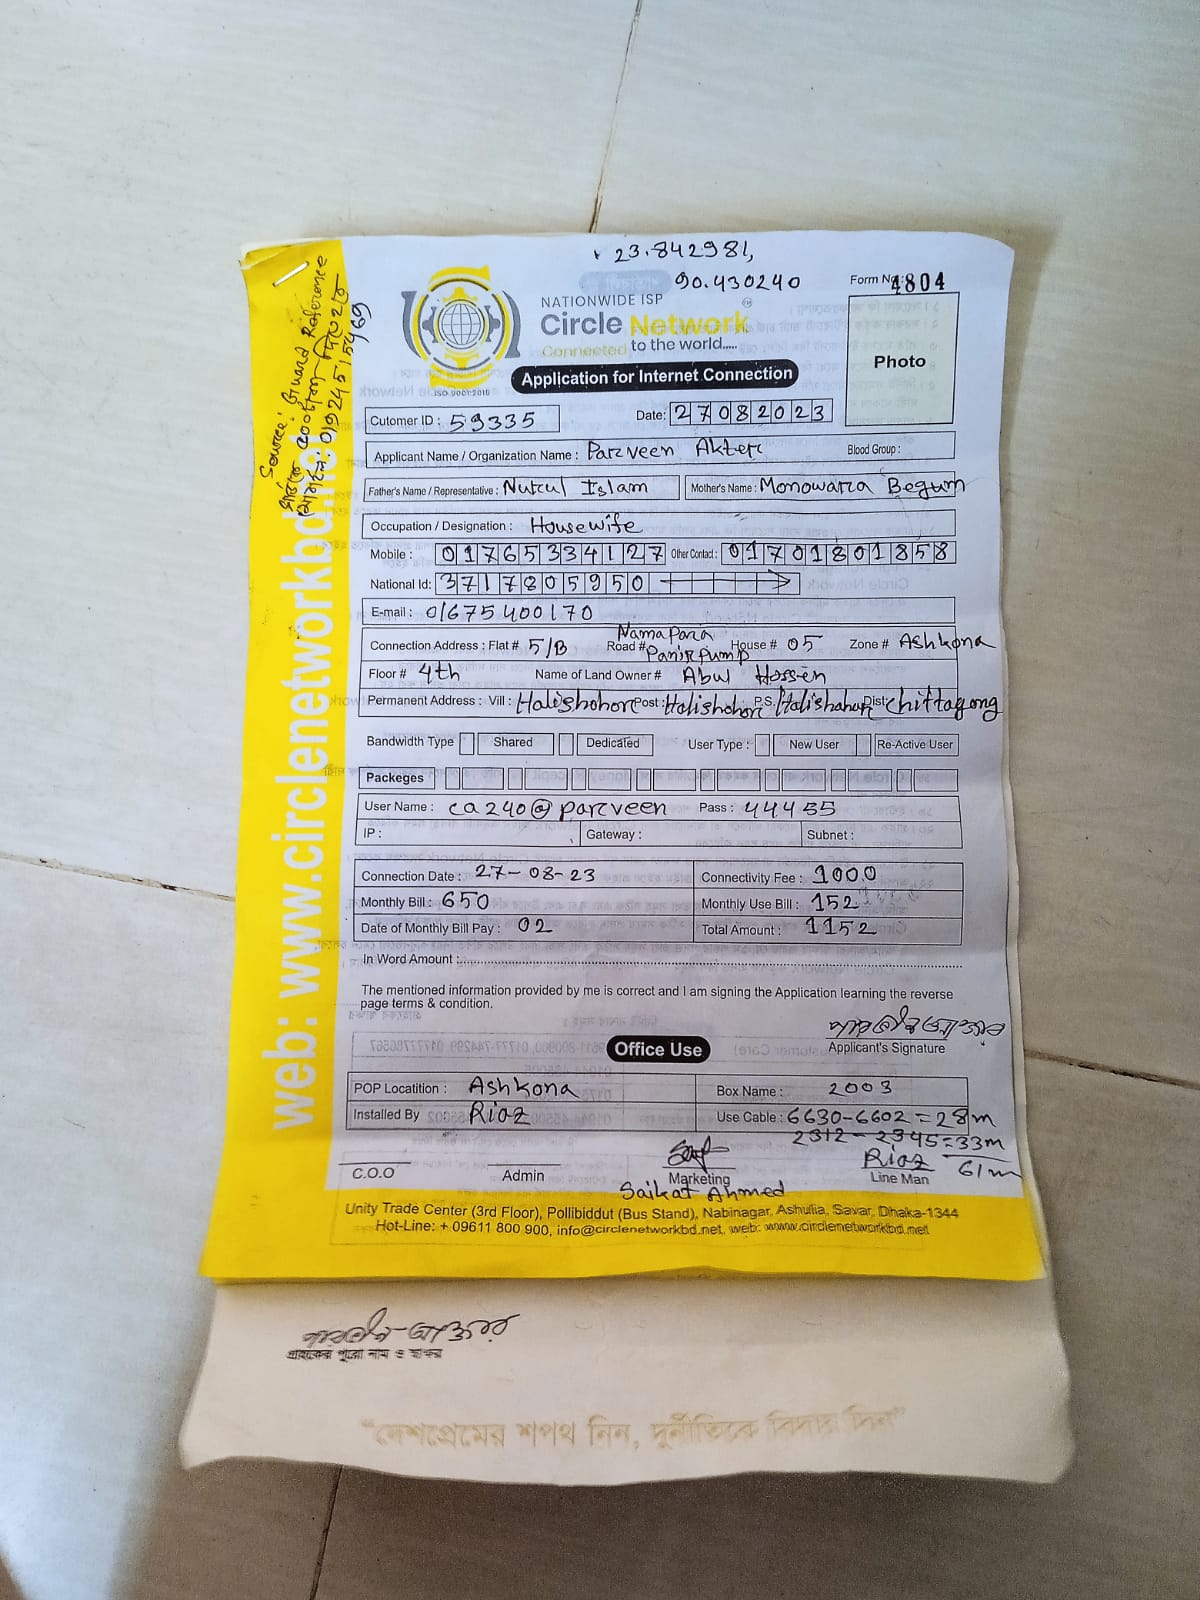 23.842981,
90.430240
Form No: 4804
NATIONWIDE ISP
Circle Network
Connected to the world.....
ISO 9001:2015
Application for Internet Connection
Photo
Cutomer ID : 59335
Date: 27082023
Applicant Name / Organization Name : Parveen Akter
Blood Group :
Father's Name / Representative : Nurul Islam
Mother's Name : Monowara Begum
Occupation / Designation : Housewife
Mobile : 01765334127 Other Contact : 01701801858
National Id: 3717805950
E-mail : 01675400170
Connection Address : Flat # 5/B Road # Namapara Panir Pump House # 05 Zone # Ashkona
Floor # 4th Name of Land Owner # Abul Hossen
Permanent Address : Vill : Halishohor Post : Halishohor P.S. Halishahor Dist: Chittagong
Bandwidth Type Shared Dedicated User Type : New User Re-Active User
Packeges
User Name : ca240@parveen Pass : 44455
IP : Gateway : Subnet :
Connection Date : 27-08-23 Connectivity Fee : 1000
Monthly Bill : 650 Monthly Use Bill : 152
Date of Monthly Bill Pay : 02 Total Amount : 1152
In Word Amount :
The mentioned information provided by me is correct and I am signing the Application learning the reverse
page terms & condition.
পারভীন আক্তার
Applicant's Signature
Office Use
POP Locatition : Ashkona Box Name : 2003
Installed By : Riaz Use Cable : 6630-6602 = 28m
2312-2345=33m
61m
C.O.O Admin Marketing Riaz Line Man
Saikat Ahmed
Unity Trade Center (3rd Floor), Pollibiddut (Bus Stand), Nabinagar, Ashulia, Savar, Dhaka-1344
Hot-Line: + 09611 800 900, info@circlenetworkbd.net, web: www.circlenetworkbd.net
web: www.circlenetworkbd.net
Source: Guard Reference
পারভীন আক্তার
গ্রাহকের পুরো নাম ও স্বাক্ষর
"দেশপ্রেমের শপথ নিন, দুর্নীতিকে বিদায় দিন"